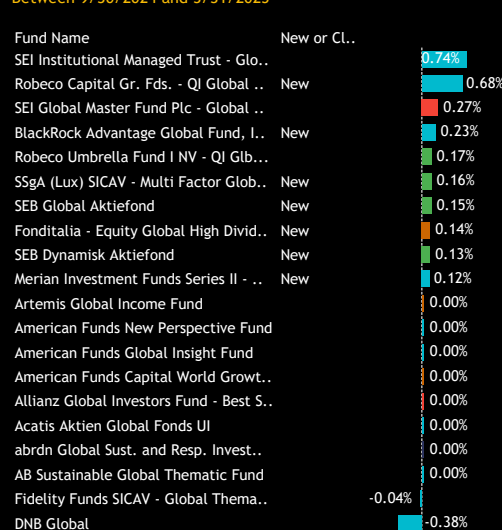 Between 9/30/2024 and 3/31/2025
Fund Name New or Cl..
SEI Institutional Managed Trust - Glo.. 0.74%
Robeco Capital Gr. Fds. - QI Global .. New 0.68%
SEI Global Master Fund Plc - Global .. 0.27%
BlackRock Advantage Global Fund, I.. New 0.23%
Robeco Umbrella Fund I NV - QI Glb... 0.17%
SSgA (Lux) SICAV - Multi Factor Glob.. New 0.16%
SEB Global Aktiefond New 0.15%
Fonditalia - Equity Global High Divid.. New 0.14%
SEB Dynamisk Aktiefond New 0.13%
Merian Investment Funds Series II - .. New 0.12%
Artemis Global Income Fund 0.00%
American Funds New Perspective Fund 0.00%
American Funds Global Insight Fund 0.00%
American Funds Capital World Growt.. 0.00%
Allianz Global Investors Fund - Best S.. 0.00%
Acatis Aktien Global Fonds UI 0.00%
abrdn Global Sust. and Resp. Invest.. 0.00%
AB Sustainable Global Thematic Fund 0.00%
Fidelity Funds SICAV - Global Thema.. -0.04%
DNB Global -0.38%